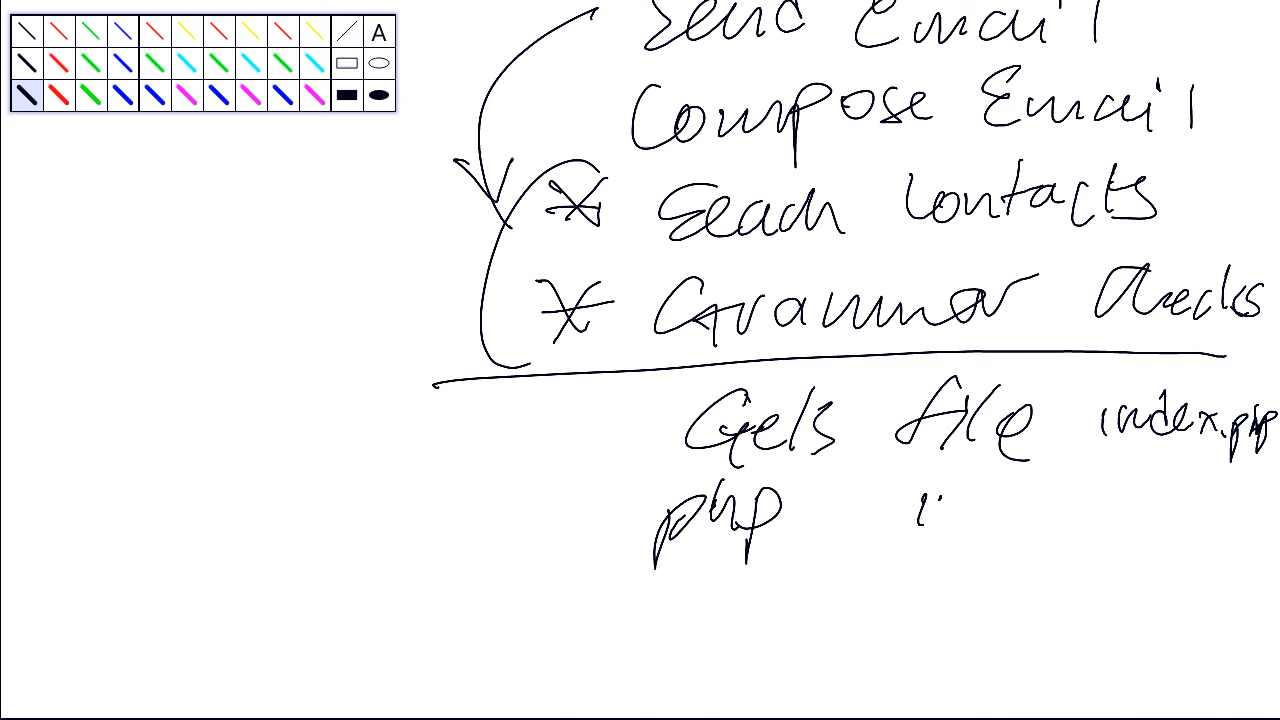 A
Send Email
Compose Email
* Seach Contacts
* Grammar Checks
Gets file index.php
php